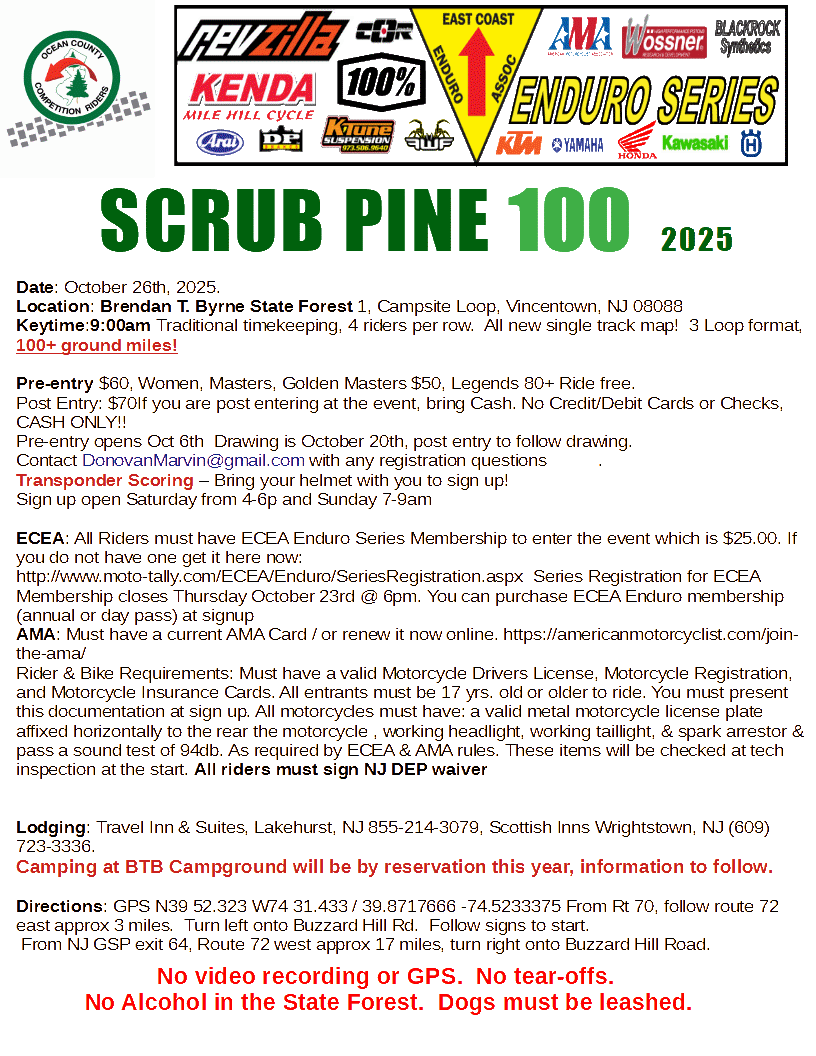 OCEAN COUNTY
COMPETITION RIDERS
revzilla
COR
EAST COAST
ENDURO
ASSOC
AMA
Wossner
BLACKROCK
Synthetics
KENDA
100%
MILE HILL CYCLE
ENDURO SERIES
Arai
K-TUNE
SUSPENSION
973.506.9640
KTM
YAMAHA
HONDA
Kawasaki
SCRUB PINE 100 2025
Date: October 26th, 2025.
Location: Brendan T. Byrne State Forest 1, Campsite Loop, Vincentown, NJ 08088
Keytime:9:00am Traditional timekeeping, 4 riders per row.  All new single track map!  3 Loop format,
100+ ground miles!
Pre-entry $60, Women, Masters, Golden Masters $50, Legends 80+ Ride free.
Post Entry: $70If you are post entering at the event, bring Cash. No Credit/Debit Cards or Checks,
CASH ONLY!!
Pre-entry opens Oct 6th  Drawing is October 20th, post entry to follow drawing.
Contact DonovanMarvin@gmail.com with any registration questions .
Transponder Scoring – Bring your helmet with you to sign up!
Sign up open Saturday from 4-6p and Sunday 7-9am
ECEA: All Riders must have ECEA Enduro Series Membership to enter the event which is $25.00. If
you do not have one get it here now:
http://www.moto-tally.com/ECEA/Enduro/SeriesRegistration.aspx  Series Registration for ECEA
Membership closes Thursday October 23rd @ 6pm. You can purchase ECEA Enduro membership
(annual or day pass) at signup
AMA: Must have a current AMA Card / or renew it now online. https://americanmotorcyclist.com/join-
the-ama/
Rider & Bike Requirements: Must have a valid Motorcycle Drivers License, Motorcycle Registration,
and Motorcycle Insurance Cards. All entrants must be 17 yrs. old or older to ride. You must present
this documentation at sign up. All motorcycles must have: a valid metal motorcycle license plate
affixed horizontally to the rear the motorcycle , working headlight, working taillight, & spark arrestor &
pass a sound test of 94db. As required by ECEA & AMA rules. These items will be checked at tech
inspection at the start. All riders must sign NJ DEP waiver
Lodging: Travel Inn & Suites, Lakehurst, NJ 855-214-3079, Scottish Inns Wrightstown, NJ (609)
723-3336.
Camping at BTB Campground will be by reservation this year, information to follow.
Directions: GPS N39 52.323 W74 31.433 / 39.8717666 -74.5233375 From Rt 70, follow route 72
east approx 3 miles.  Turn left onto Buzzard Hill Rd.  Follow signs to start.
From NJ GSP exit 64, Route 72 west approx 17 miles, turn right onto Buzzard Hill Road.
No video recording or GPS.  No tear-offs.
No Alcohol in the State Forest.  Dogs must be leashed.